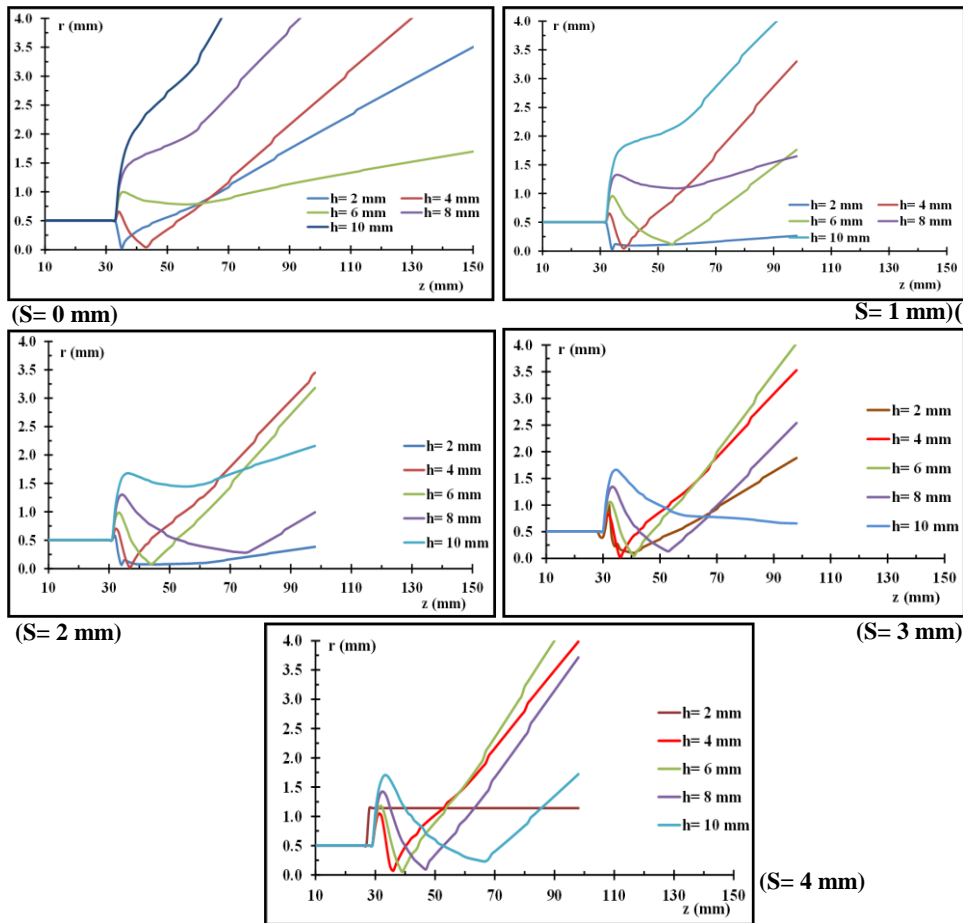 r (mm)
4.0
3.5
3.0
2.5
2.0
1.5
1.0
0.5
0.0
h= 2 mm h= 4 mm
h= 6 mm h= 8 mm
h= 10 mm
10 30 50 70 90 110 130 150
z (mm)
(S= 0 mm)
r (mm)
4.0
3.5
3.0
2.5
2.0
1.5
1.0
0.5
0.0
h= 2 mm h= 4 mm
h= 6 mm h= 8 mm
h= 10 mm
10 30 50 70 90 110 130 150
z (mm)
S= 1 mm)(
r (mm)
4.0
3.5
3.0
2.5
2.0
1.5
1.0
0.5
0.0
h= 2 mm
h= 4 mm
h= 6 mm
h= 8 mm
h= 10 mm
10 30 50 70 90 110 130 150
z (mm)
(S= 2 mm)
r (mm)
4.0
3.5
3.0
2.5
2.0
1.5
1.0
0.5
0.0
h= 2 mm
h= 4 mm
h= 6 mm
h= 8 mm
h= 10 mm
10 30 50 70 90 110 130 150
z (mm)
(S= 3 mm)
r (mm)
4.0
3.5
3.0
2.5
2.0
1.5
1.0
0.5
0.0
h= 2 mm
h= 4 mm
h= 6 mm
h= 8 mm
h= 10 mm
10 30 50 70 90 110 130 150
z (mm)
(S= 4 mm)